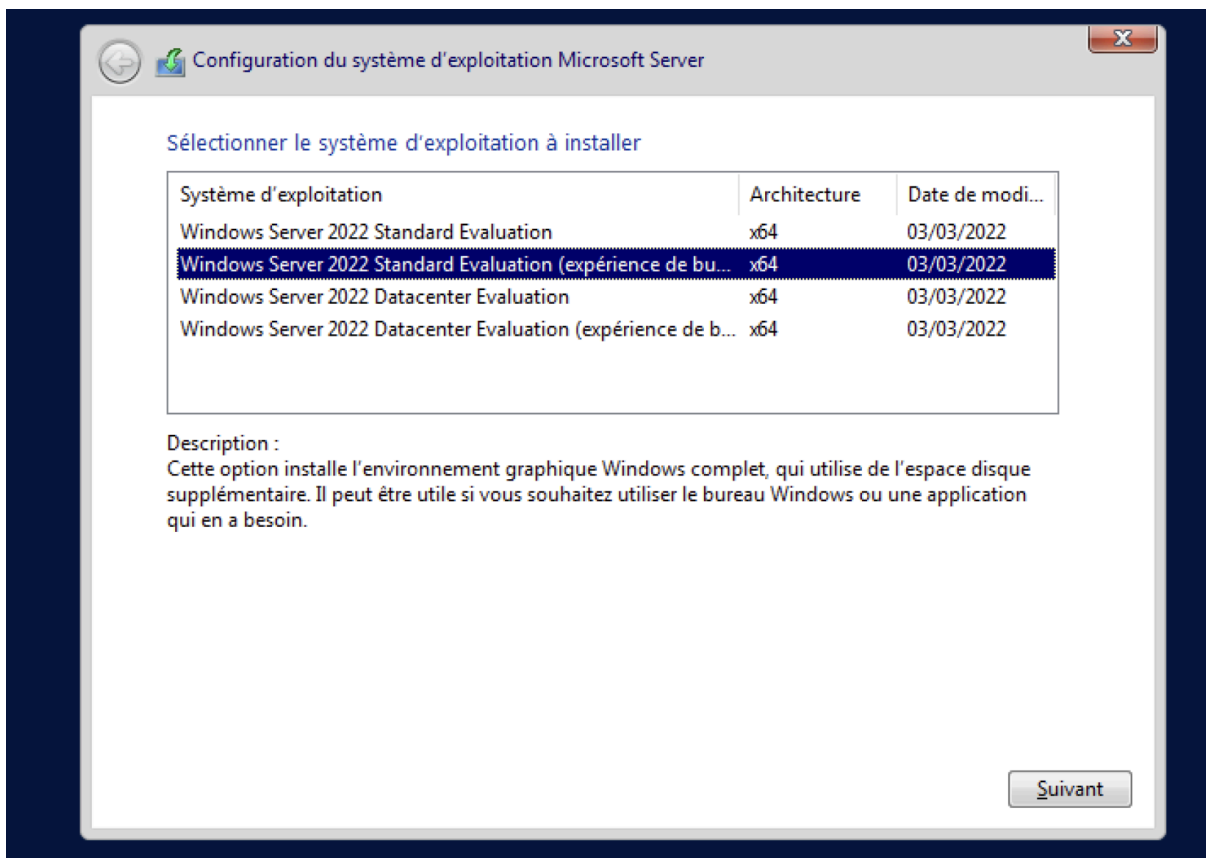 Configuration du système d'exploitation Microsoft Server
Sélectionner le système d'exploitation à installer
Système d'exploitation Architecture Date de modi...
Windows Server 2022 Standard Evaluation x64 03/03/2022
Windows Server 2022 Standard Evaluation (expérience de bu... x64 03/03/2022
Windows Server 2022 Datacenter Evaluation x64 03/03/2022
Windows Server 2022 Datacenter Evaluation (expérience de b... x64 03/03/2022
Description :
Cette option installe l'environnement graphique Windows complet, qui utilise de l'espace disque
supplémentaire. Il peut être utile si vous souhaitez utiliser le bureau Windows ou une application
qui en a besoin.
Suivant